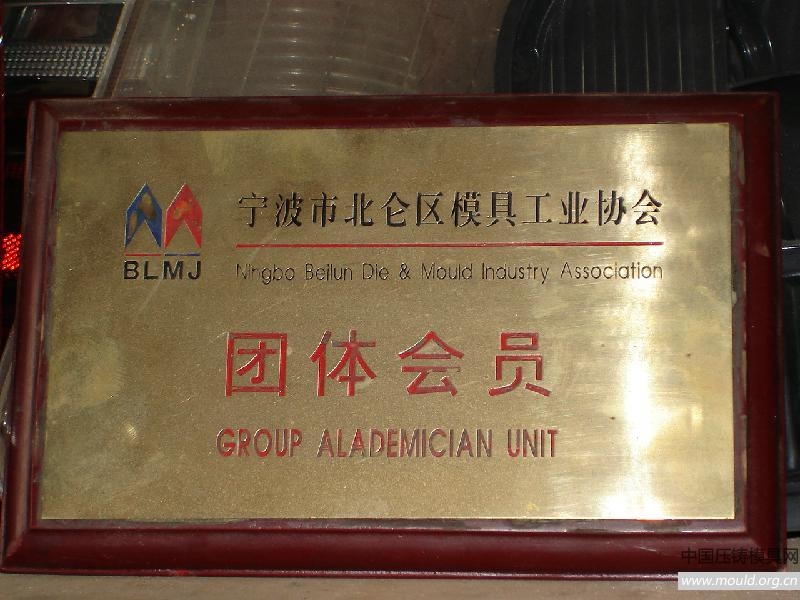 宁波市北仑区模具工业协会
BLMJ
Ningbo Beilun Die & Mould Industry Association
团体会员
GROUP ALADEMICIAN UNIT
中国压铸模具网
www.mould.org.cn